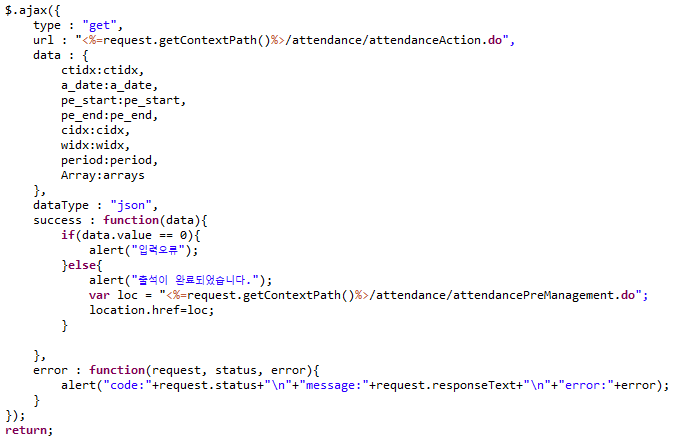 $.ajax({
    type : "get",
    url : "<%=request.getContextPath()%>/attendance/attendanceAction.do",
    data : {
        ctidx:ctidx,
        a_date:a_date,
        pe_start:pe_start,
        pe_end:pe_end,
        cidx:cidx,
        widx:widx,
        period:period,
        Array:arrays
    },
    dataType : "json",
    success : function(data){
        if(data.value == 0){
            alert("입력오류");
        }else{
            alert("출석이 완료되었습니다.");
            var loc = "<%=request.getContextPath()%>/attendance/attendancePreManagement.do";
            location.href=loc;
        }
    },
    error : function(request, status, error){
        alert("code:"+request.status+"\n"+"message:"+request.responseText+"\n"+"error:"+error);
    }
});
return;